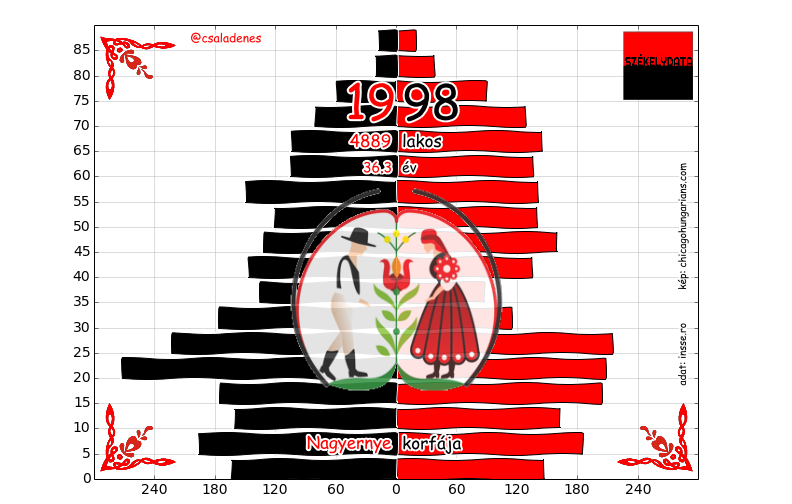 @csaladenes
SZÉKELYDATA
1998
4889 lakos
36.3 év
kép: chicagohungarians.com
adat: insse.ro
Nagyernye korfája
85
80
75
70
65
60
55
50
45
40
35
30
25
20
15
10
5
0
240 180 120 60 0 60 120 180 240